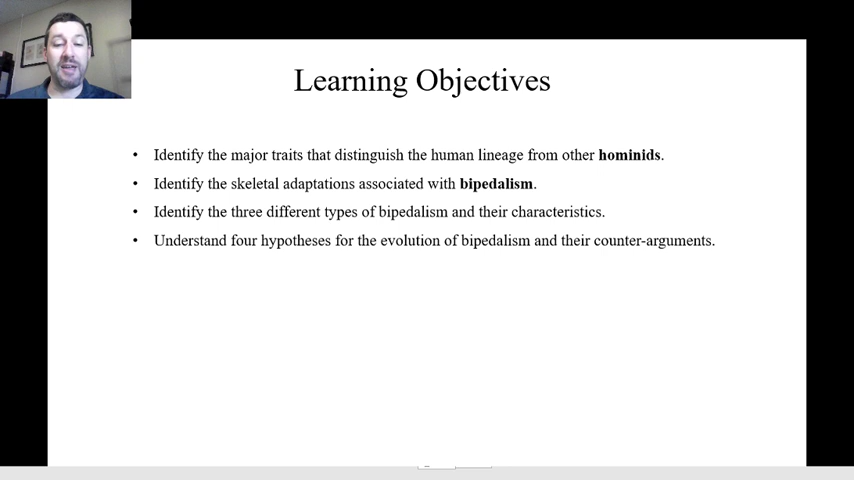 Learning Objectives
• Identify the major traits that distinguish the human lineage from other hominids.
• Identify the skeletal adaptations associated with bipedalism.
• Identify the three different types of bipedalism and their characteristics.
• Understand four hypotheses for the evolution of bipedalism and their counter-arguments.